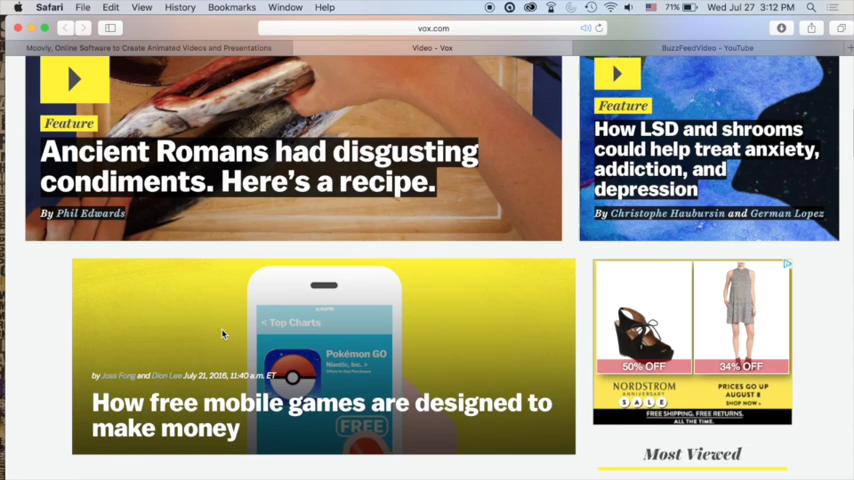 Safari File Edit View History Bookmarks Window Help 71% Wed Jul 27 3:12 PM
vox.com
Moovly, Online Software to Create Animated Videos and Presentations
Video - Vox
BuzzFeedVideo - YouTube
Feature
Ancient Romans had disgusting
condiments. Here's a recipe.
By Phil Edwards
Feature
How LSD and shrooms
could help treat anxiety,
addiction, and
depression
By Christophe Haubursin and German Lopez
< Top Charts
Pokémon GO
Niantic, Inc. >
FREE
by Joss Fong and Dion Lee July 21, 2016, 11:40 a.m. ET
How free mobile games are designed to
make money
50% OFF
34% OFF
NORDSTROM
ANNIVERSARY
SALE
PRICES GO UP
AUGUST 8
SHOP NOW >
FREE SHIPPING. FREE RETURNS.
ALL THE TIME.
Most Viewed